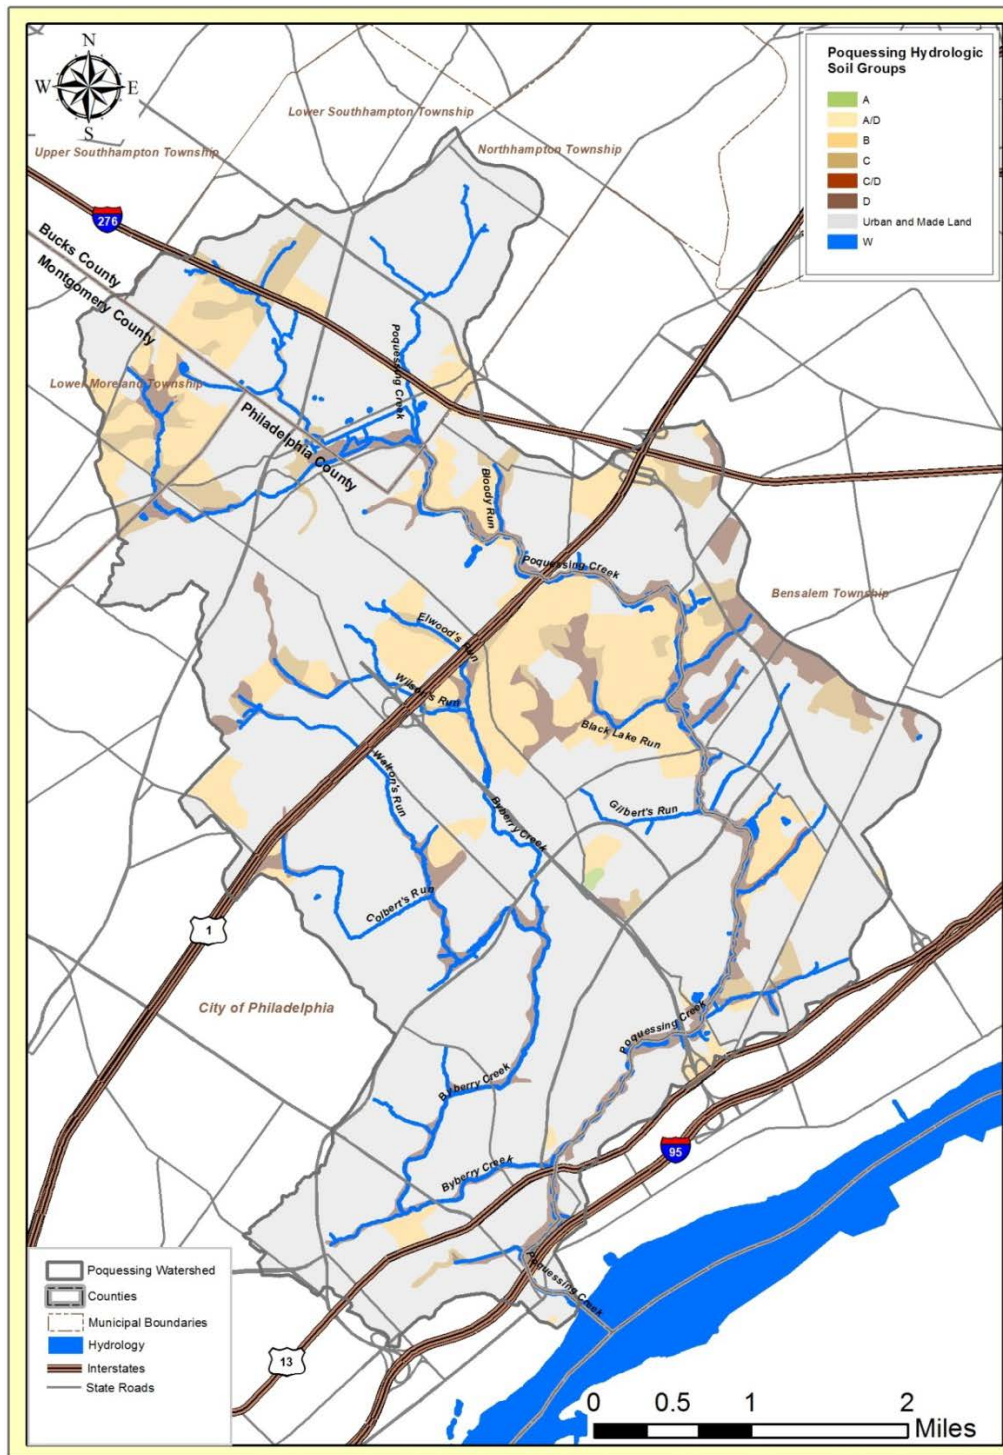 N
W E
S
Poquessing Hydrologic
Soil Groups
A
A/D
B
C
C/D
D
Urban and Made Land
W
Lower Southhampton Township
Upper Southhampton Township
Northhampton Township
276
Bucks County
Montgomery County
Poquessing Creek
Lower Moreland Township
Philadelphia County
Bloody Run
Poquessing Creek
Bensalem Township
Elwood's Run
Wilson's Run
Black Lake Run
Walton's Run
Gilbert's Run
Byberry Creek
Colbert's Run
1
City of Philadelphia
Poquessing Creek
Byberry Creek
95
Byberry Creek
Poquessing Creek
13
Poquessing Watershed
Counties
Municipal Boundaries
Hydrology
Interstates
State Roads
0 0.5 1 2
Miles